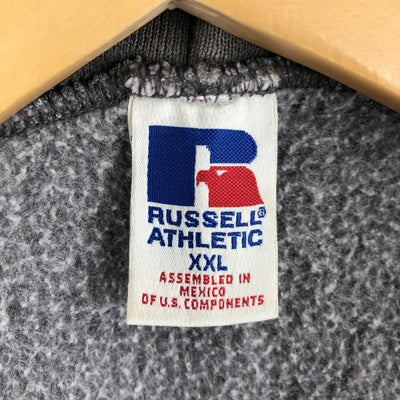 R
RUSSELL®
ATHLETIC
XXL
ASSEMBLED IN
MEXICO
OF U.S. COMPONENTS